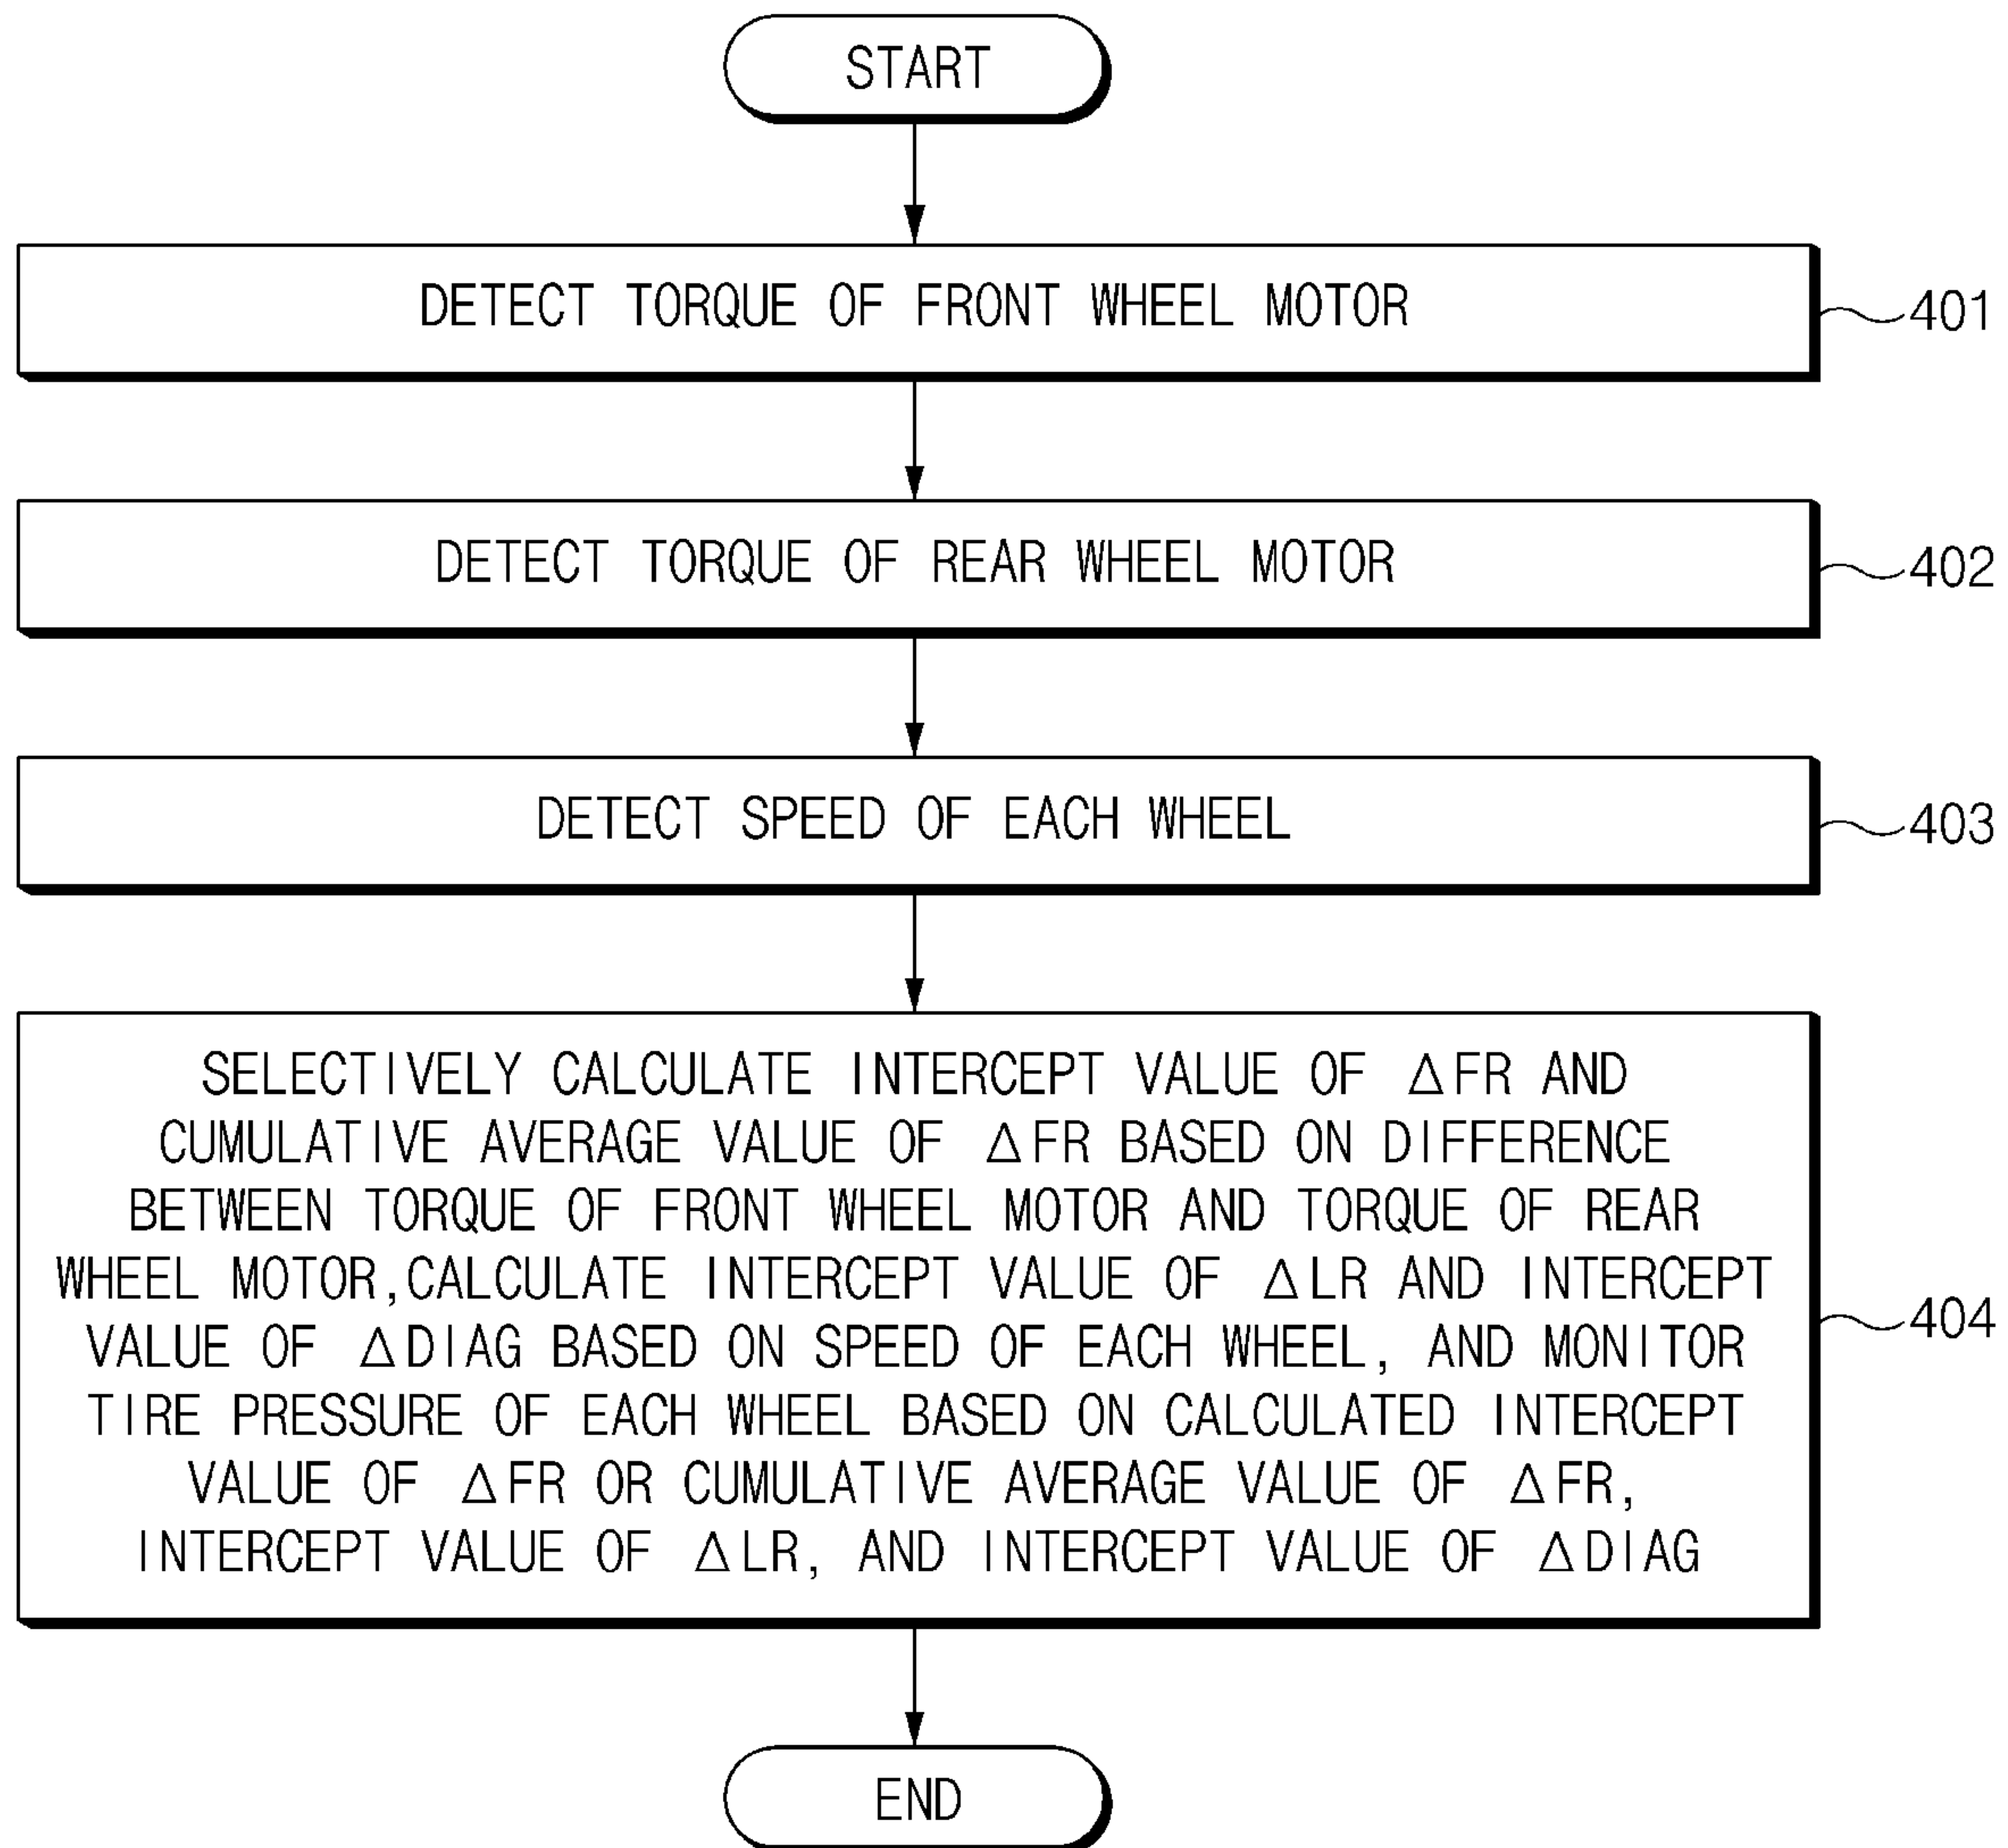 START
DETECT TORQUE OF FRONT WHEEL MOTOR
401
DETECT TORQUE OF REAR WHEEL MOTOR
402
DETECT SPEED OF EACH WHEEL
403
SELECTIVELY CALCULATE INTERCEPT VALUE OF ΔFR AND
CUMULATIVE AVERAGE VALUE OF ΔFR BASED ON DIFFERENCE
BETWEEN TORQUE OF FRONT WHEEL MOTOR AND TORQUE OF REAR
WHEEL MOTOR,CALCULATE INTERCEPT VALUE OF ΔLR AND INTERCEPT
VALUE OF ΔDIAG BASED ON SPEED OF EACH WHEEL, AND MONITOR
TIRE PRESSURE OF EACH WHEEL BASED ON CALCULATED INTERCEPT
VALUE OF ΔFR OR CUMULATIVE AVERAGE VALUE OF ΔFR,
INTERCEPT VALUE OF ΔLR, AND INTERCEPT VALUE OF ΔDIAG
404
END